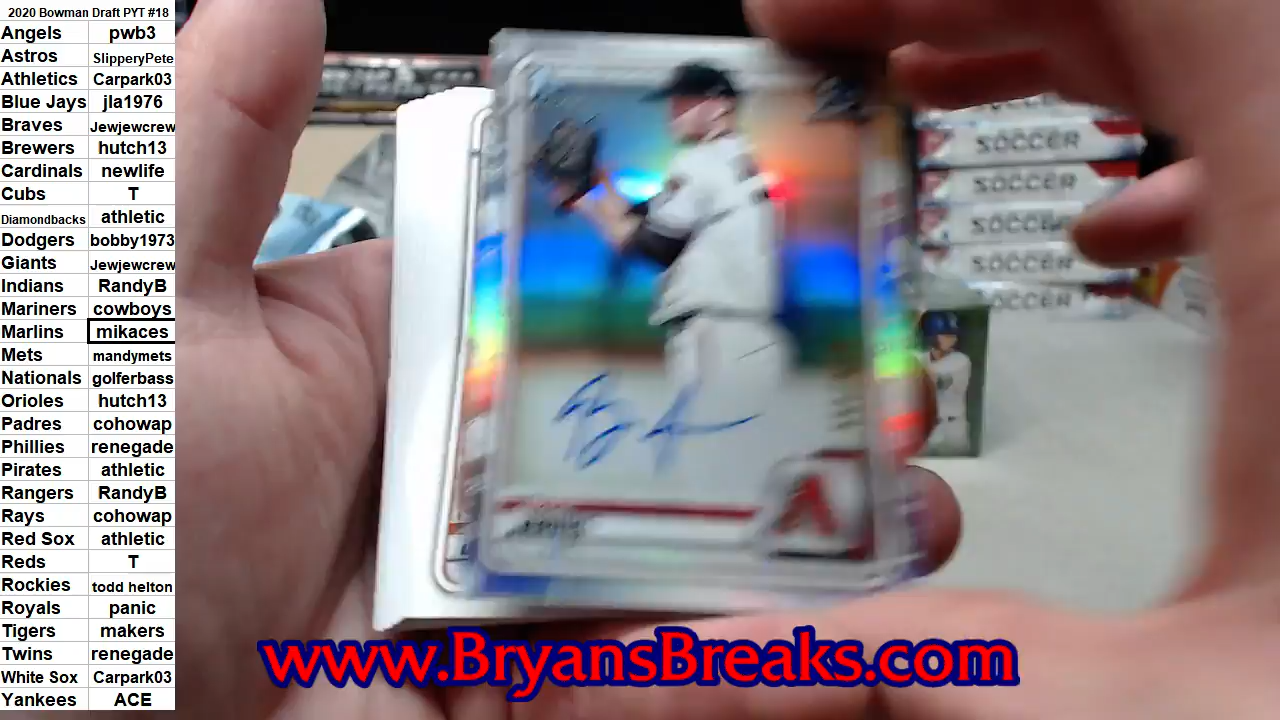 2020 Bowman Draft PYT #18
Angels pwb3
Astros SlipperyPete
Athletics Carpark03
Blue Jays jla1976
Braves Jewjewcrew
Brewers hutch13
Cardinals newlife
Cubs T
Diamondbacks athletic
Dodgers bobby1973
Giants Jewjewcrew
Indians RandyB
Mariners cowboys
Marlins mikaces
Mets mandymets
Nationals golferbass
Orioles hutch13
Padres cohowap
Phillies renegade
Pirates athletic
Rangers RandyB
Rays cohowap
Red Sox athletic
Reds T
Rockies todd helton
Royals panic
Tigers makers
Twins renegade
White Sox Carpark03
Yankees ACE
SOCCER
SOCCER
SOCCER
SOCCER
SOCCER
www.BryansBreaks.com